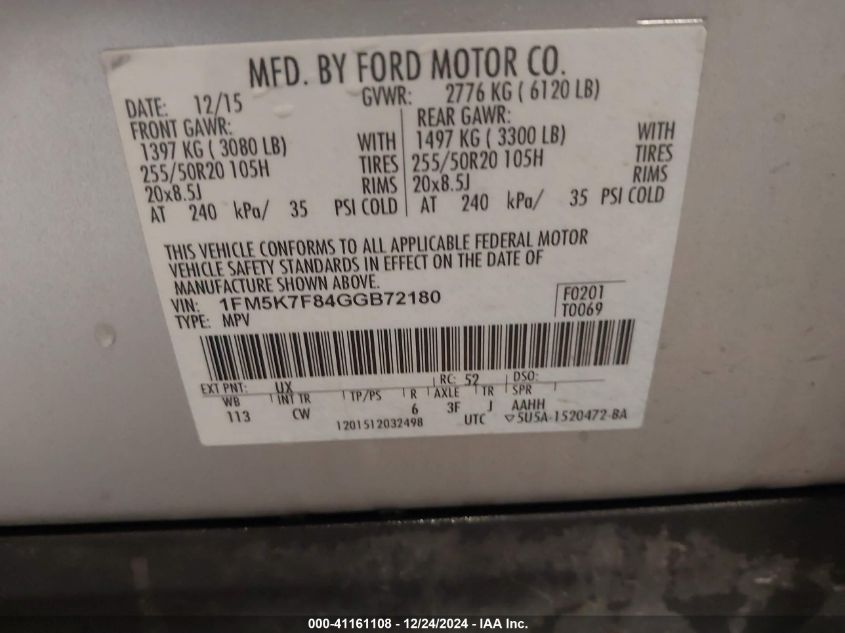 MFD. BY FORD MOTOR CO.
DATE: 12/15 GVWR: 2776 KG ( 6120 LB)
FRONT GAWR: REAR GAWR:
1397 KG ( 3080 LB) WITH 1497 KG ( 3300 LB) WITH
255/50R20 105H TIRES 255/50R20 105H TIRES
20x8.5J RIMS 20x8.5J RIMS
AT 240 kPa/ 35 PSI COLD AT 240 kPa/ 35 PSI COLD
THIS VEHICLE CONFORMS TO ALL APPLICABLE FEDERAL MOTOR
VEHICLE SAFETY STANDARDS IN EFFECT ON THE DATE OF
MANUFACTURE SHOWN ABOVE.
VIN: 1FM5K7F84GGB72180 F0201
TYPE: MPV T0069
EXT PNT: UX RC: 52 DSO:
WB INT TR TP/PS R AXLE TR SPR
113 CW 6 3F J AAHH
1201512032498 UTC 5U5A-1520472-BA
000-41161108 - 12/24/2024 - IAA Inc.